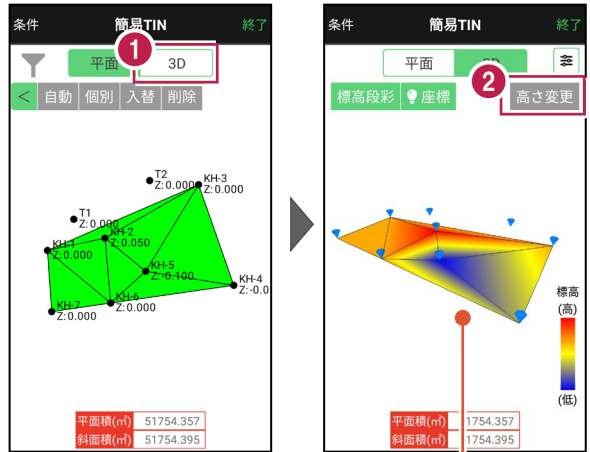 条件 簡易TIN 終了
1
平面 3D
< 自動 個別 入替 削除
T2
Z:0.000
KH-3
Z:0.000
T1
Z:0.000
KH-2
Z:0.050
KH-1
Z:0.000
KH-5
Z:-0.100
KH-4
Z:-0.0
KH-6
Z:0.000
KH-7
Z:0.000
平面積(㎡) 51754.357
斜面積(㎡) 51754.395
条件 簡易TIN 終了
平面 3D
2
標高段彩 座標 高さ変更
標高
(高)
(低)
平面積(㎡) 1754.357
斜面積(㎡) 1754.395